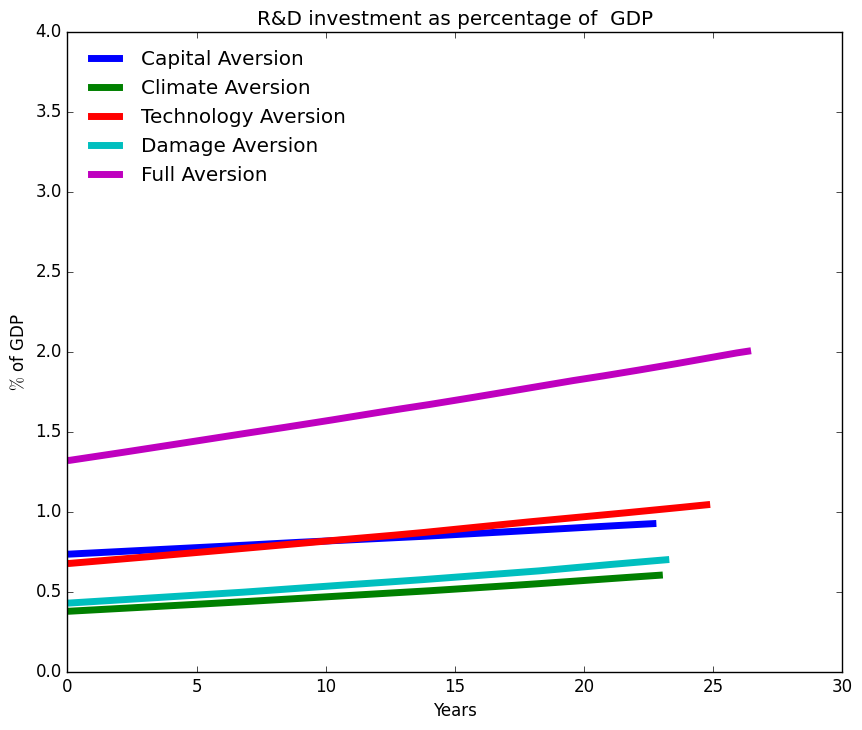 R&D investment as percentage of  GDP
4.0
3.5
3.0
2.5
2.0
1.5
1.0
0.5
0.0
% of GDP
Capital Aversion
Climate Aversion
Technology Aversion
Damage Aversion
Full Aversion
0 5 10 15 20 25 30
Years